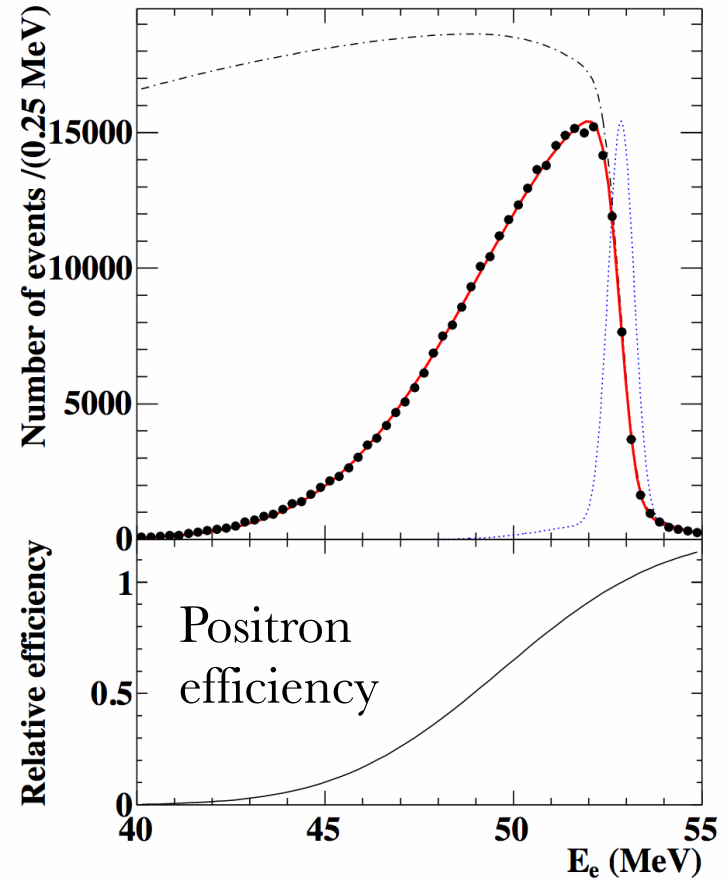 Number of events /(0.25 MeV)
15000
10000
5000
0
Relative efficiency
1
0.5
0
Positron
efficiency
40 45 50 55
Eₑ (MeV)